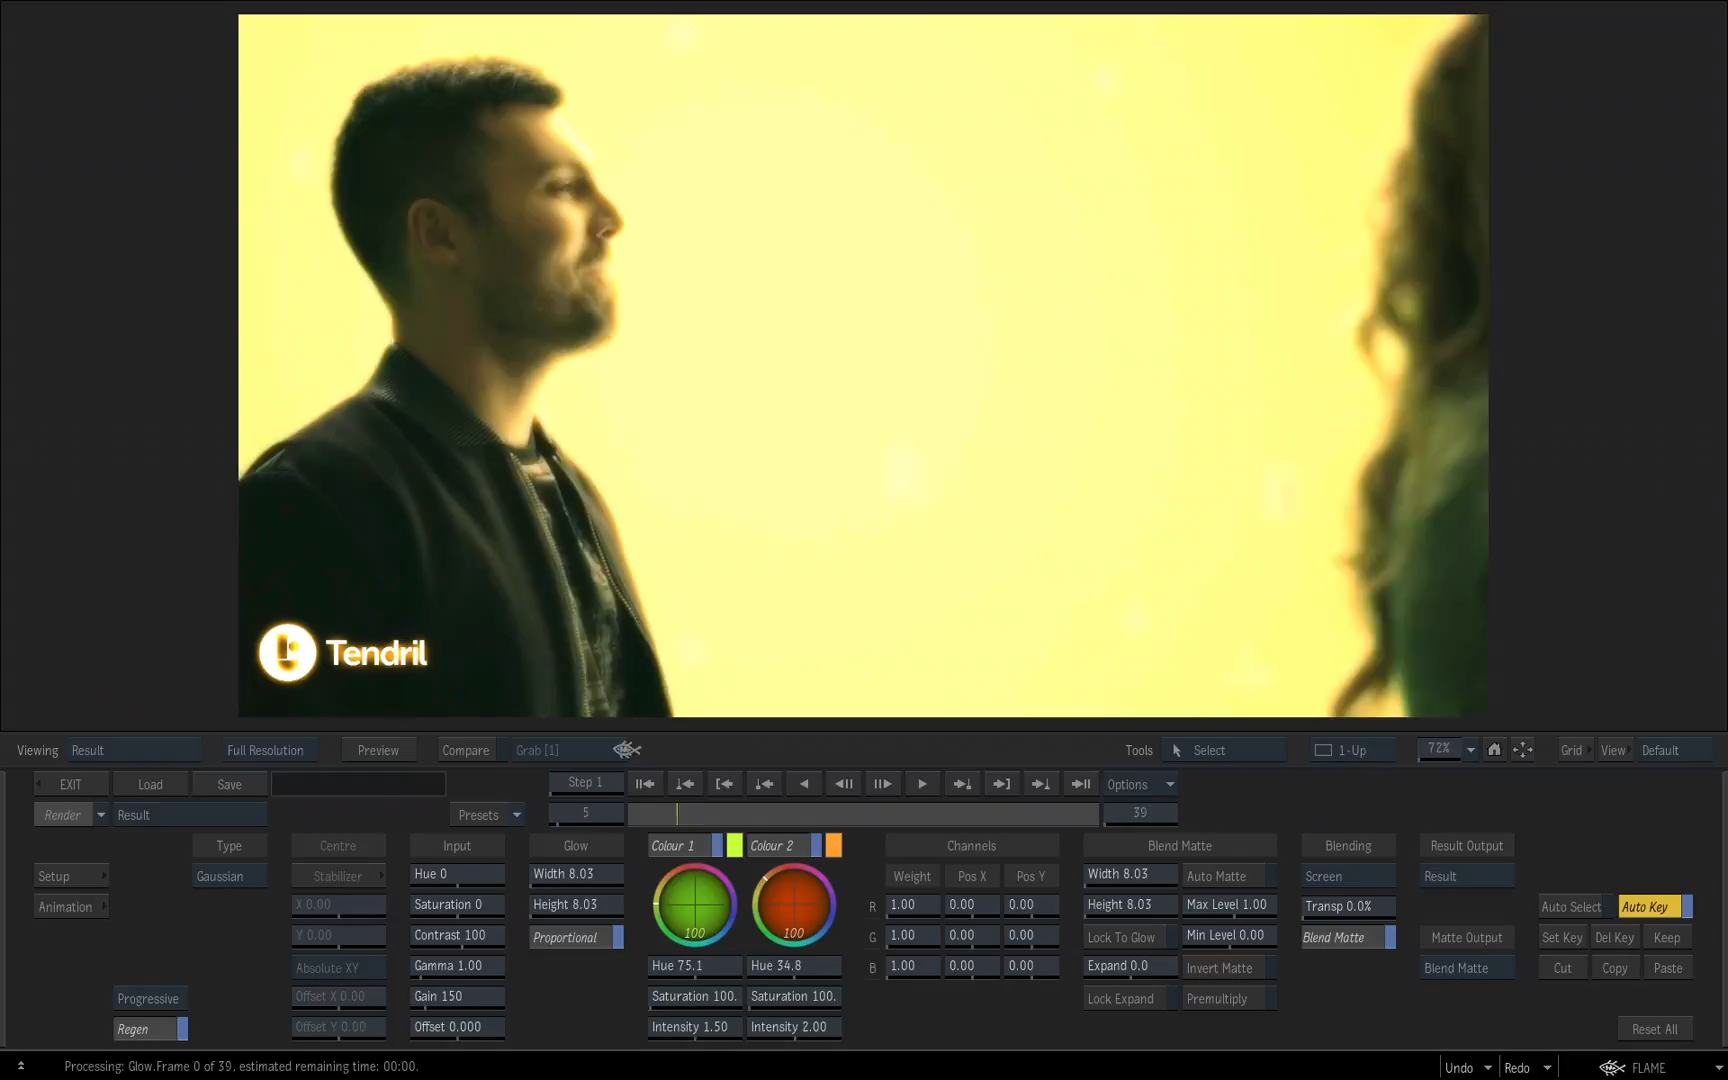 Tendril
Viewing Result Full Resolution Preview Compare Grab [1] Tools Select 1-Up 72% Grid View Default
EXIT Load Save Step 1 Options
Render Result Presets 5 39
Type Centre Input Glow Colour 1 Colour 2 Channels Blend Matte Blending Result Output
Setup Gaussian Stabilizer Hue 0 Width 8.03 Weight Pos X Pos Y Width 8.03 Auto Matte Screen Result
Animation X 0.00 Saturation 0 Height 8.03 R 1.00 0.00 0.00 Height 8.03 Max Level 1.00 Transp 0.0% Auto Select Auto Key
Y 0.00 Contrast 100 Proportional 100 100 G 1.00 0.00 0.00 Lock To Glow Min Level 0.00 Blend Matte Matte Output Set Key Del Key Keep
Absolute XY Gamma 1.00 Hue 75.1 Hue 34.8 B 1.00 0.00 0.00 Expand 0.0 Invert Matte Blend Matte Cut Copy Paste
Progressive Offset X 0.00 Gain 150 Saturation 100. Saturation 100. Lock Expand Premultiply
Regen Offset Y 0.00 Offset 0.000 Intensity 1.50 Intensity 2.00 Reset All
Processing: Glow.Frame 0 of 39, estimated remaining time: 00:00. Undo Redo FLAME